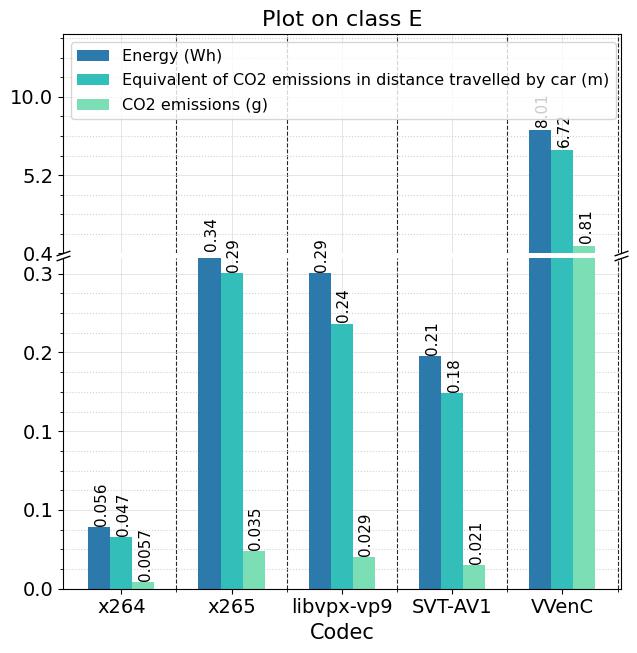 Plot on class E
Energy (Wh)
Equivalent of CO2 emissions in distance travelled by car (m)
CO2 emissions (g)
10.0
5.2
0.4
0.3
0.2
0.1
0.1
0.0
0.056
0.047
0.0057
0.34
0.29
0.035
0.29
0.24
0.029
0.21
0.18
0.021
8.01
6.72
0.81
x264
x265
libvpx-vp9
SVT-AV1
VVenC
Codec